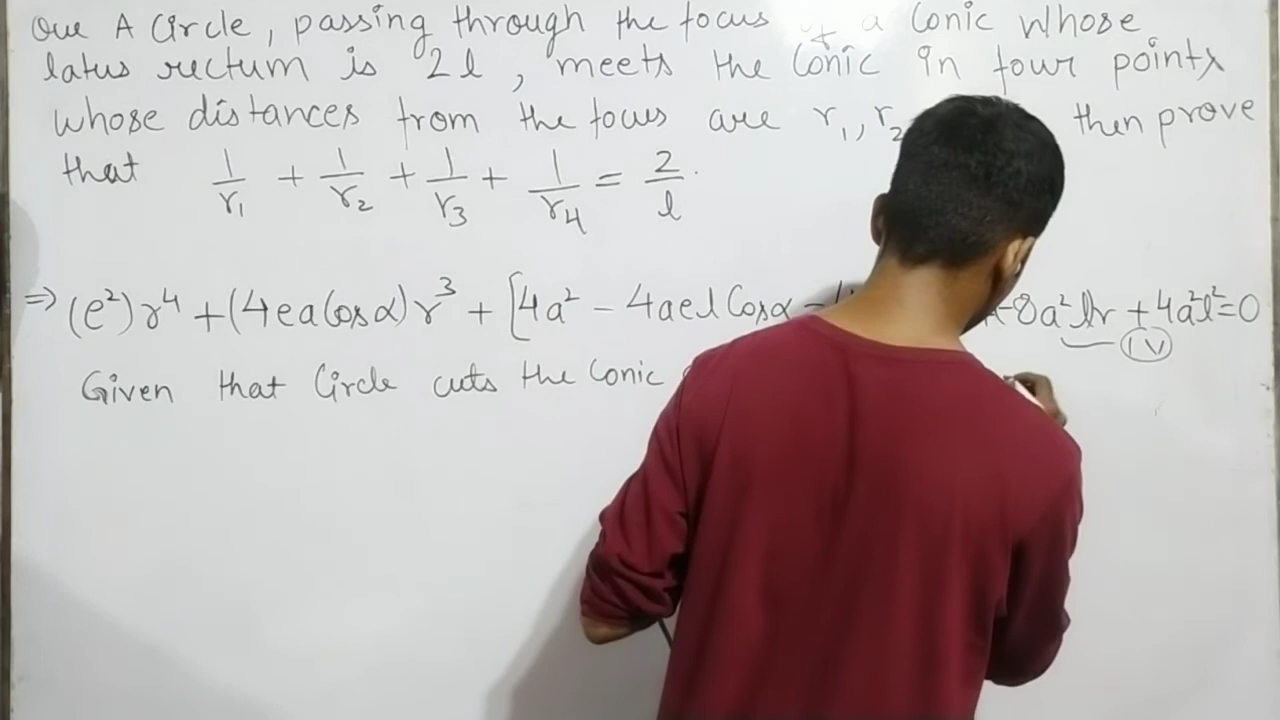 Que A Circle, passing through the focus of a Conic whose
latus rectum is 2l, meets the Conic in four points
whose distances from the focus are r₁, r₂ then prove
that 1/r₁ + 1/r₂ + 1/r₃ + 1/r₄ = 2/l.
⇒ (e²)r⁴ + (4ea Cos α)r³ + [4a² - 4ael Cos α - 8a²lr + 4a²l² = 0
(IV)
Given that Circle cuts the Conic